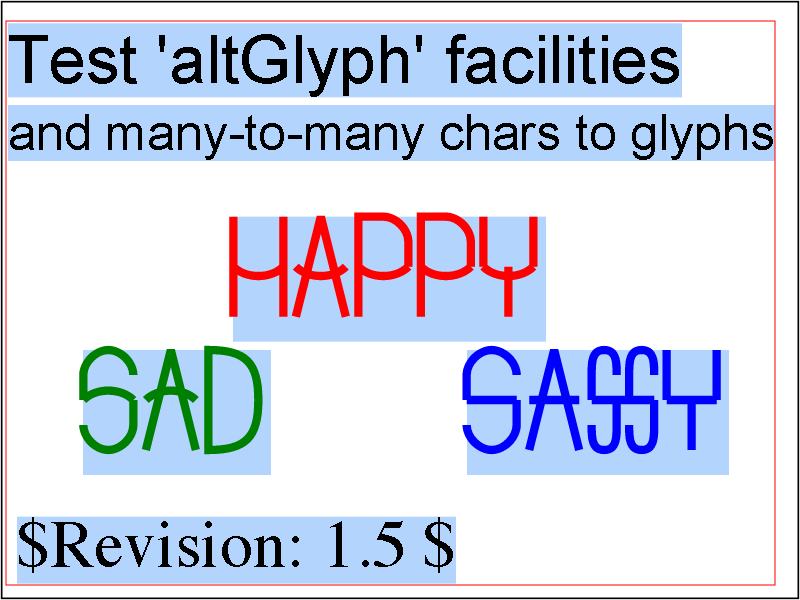 Test 'altGlyph' facilities
and many-to-many chars to glyphs
HAPPY
SAD SASSY
$Revision: 1.5 $